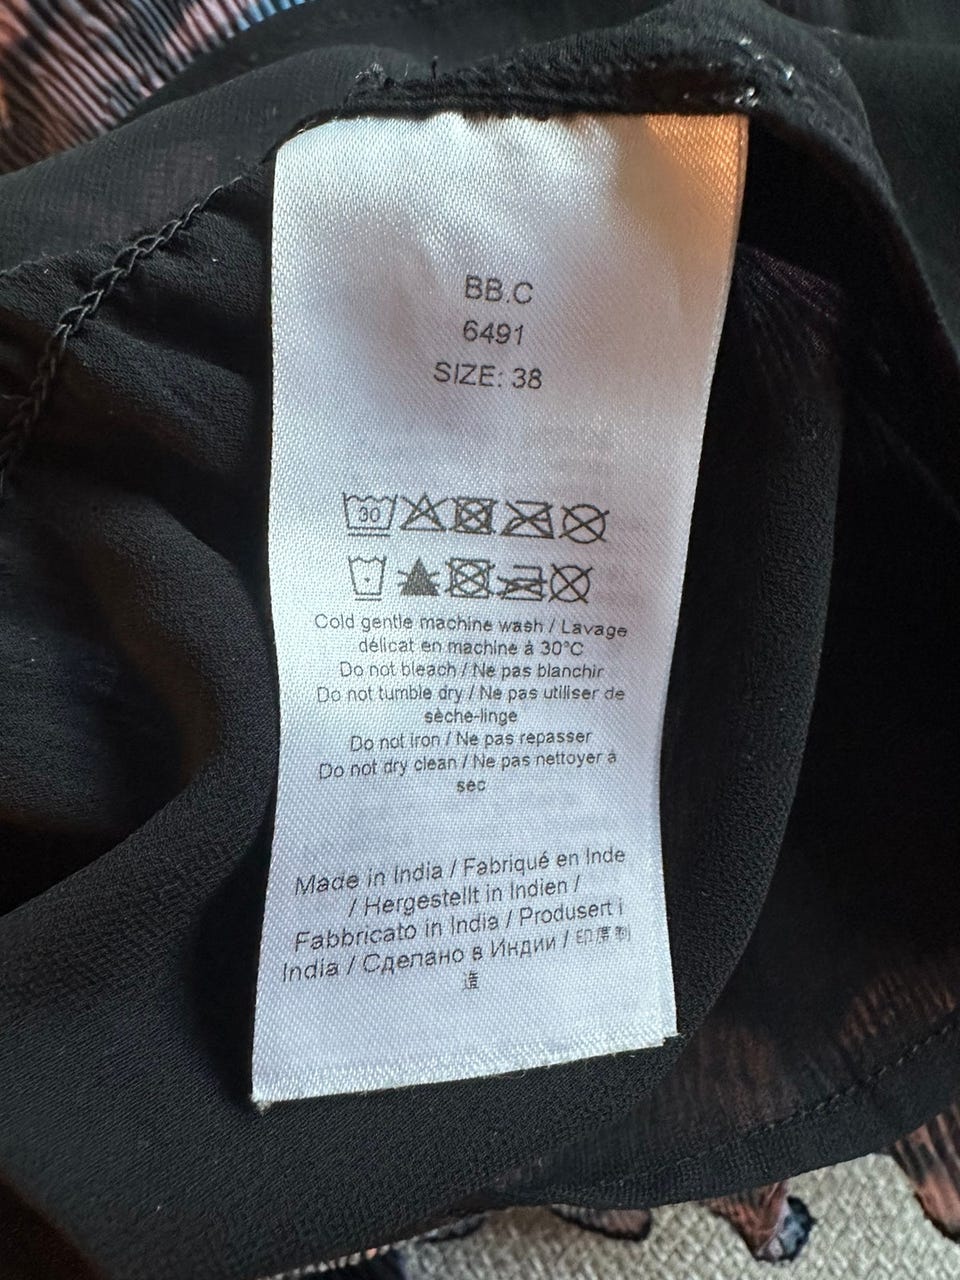 BB.C
6491
SIZE: 38
30
Cold gentle machine wash / Lavage
délicat en machine à 30°C
Do not bleach / Ne pas blanchir
Do not tumble dry / Ne pas utiliser de
sèche-linge
Do not iron / Ne pas repasser
Do not dry clean / Ne pas nettoyer à
sec
Made in India / Fabriqué en Inde
/ Hergestellt in Indien /
Fabbricato in India / Produsert i
India / Сделано в Индии / 印度制
造